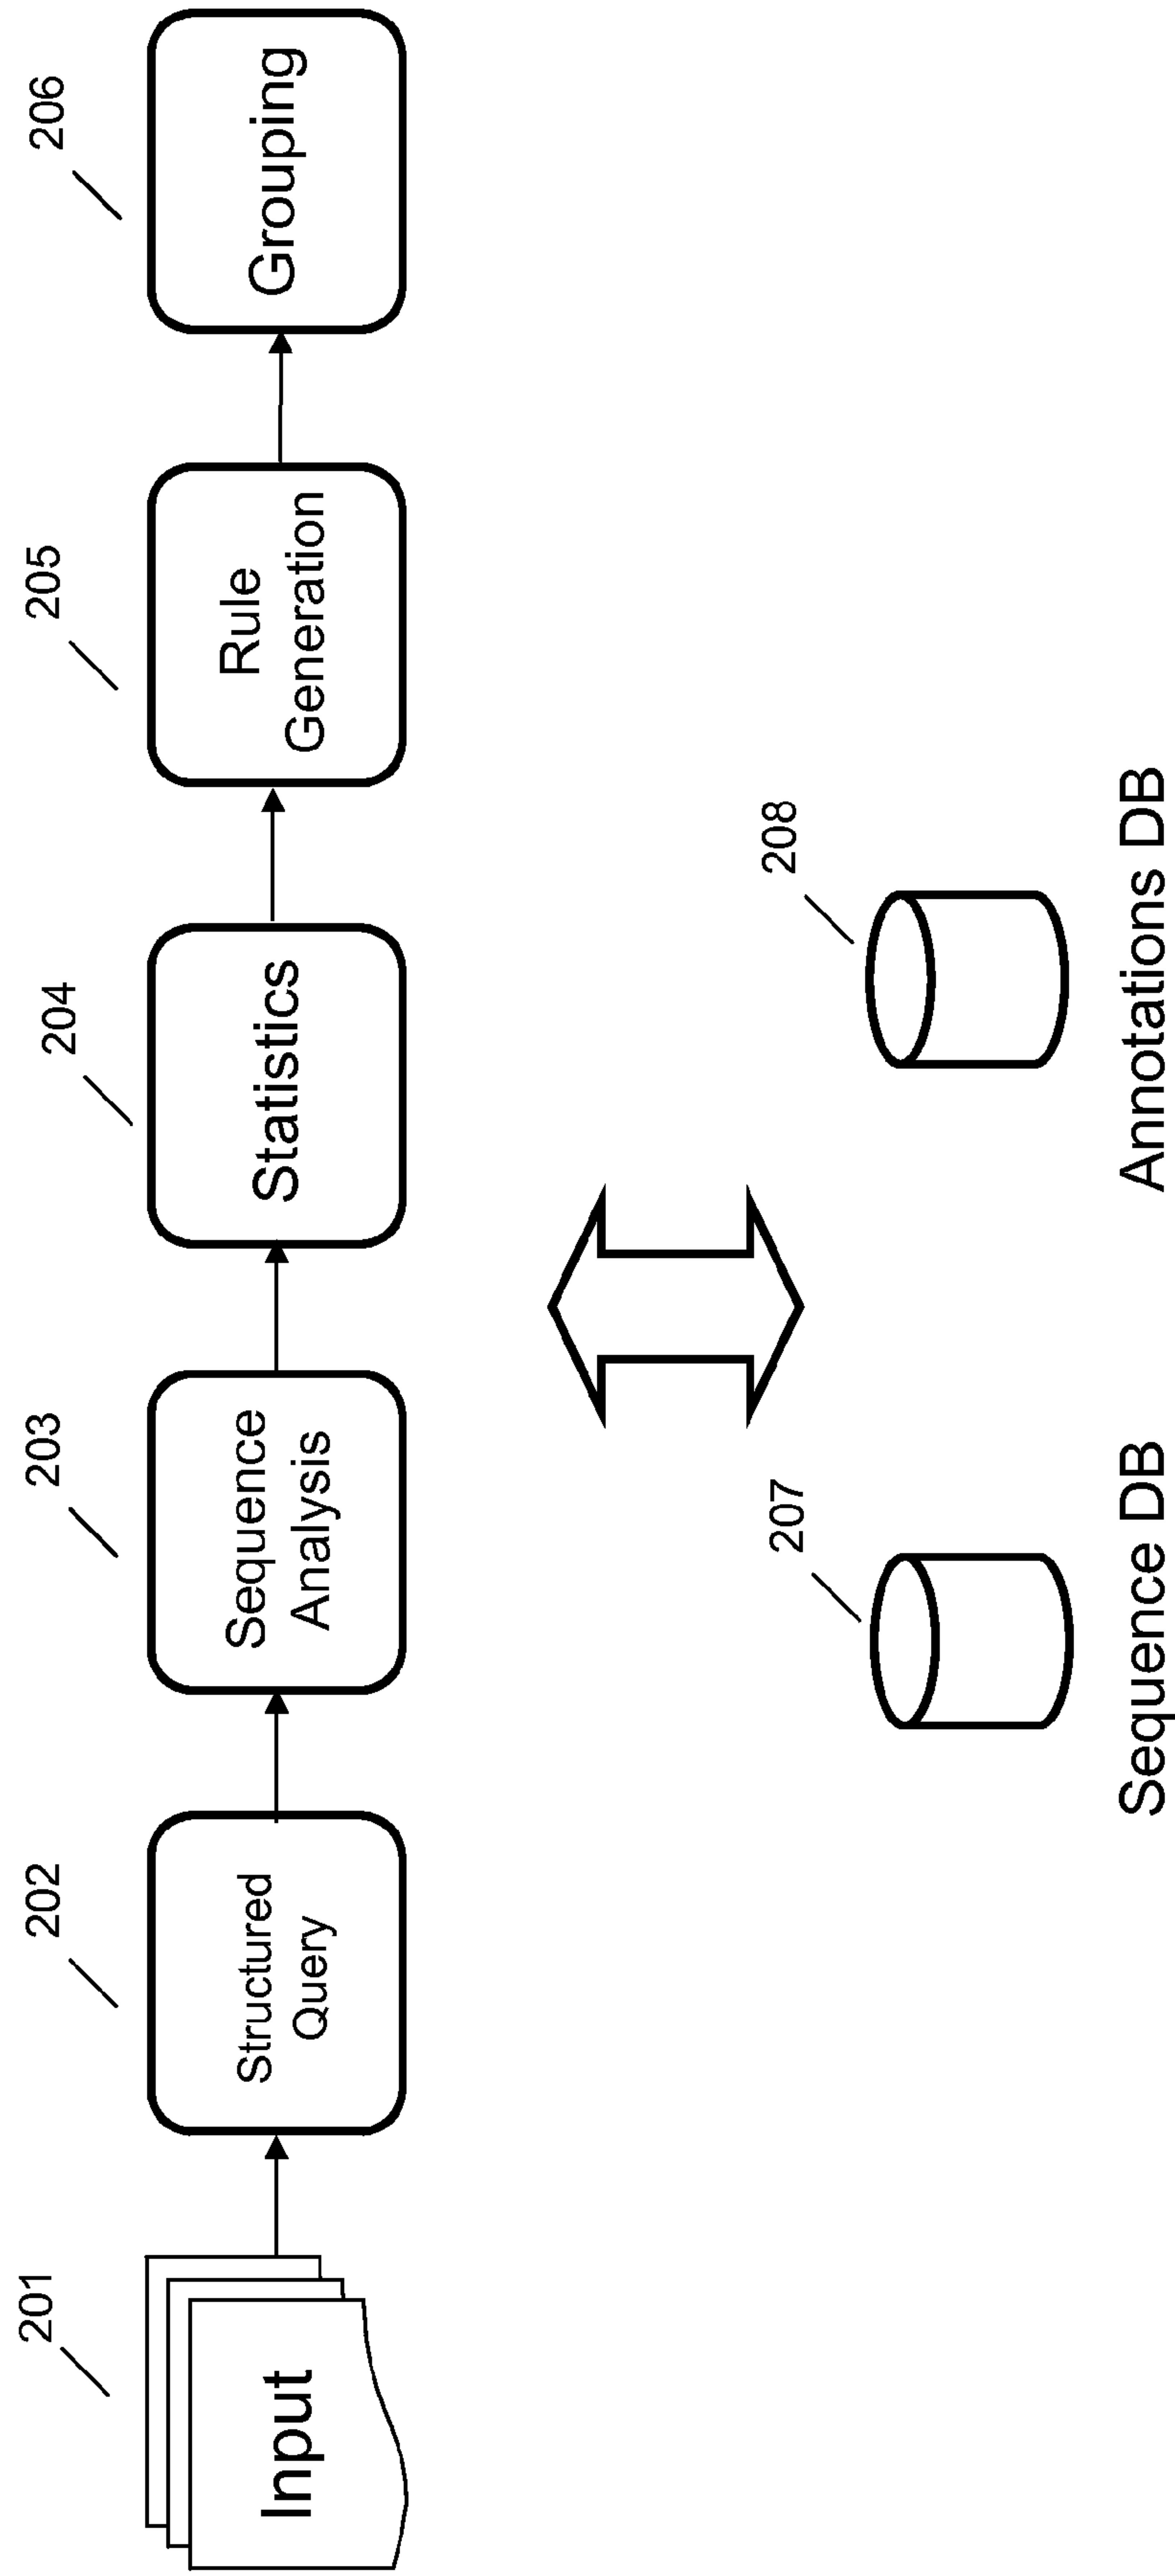 201
202
203
204
205
206
Input
Structured
Query
Sequence
Analysis
Statistics
Rule
Generation
Grouping
207
208
Sequence DB
Annotations DB